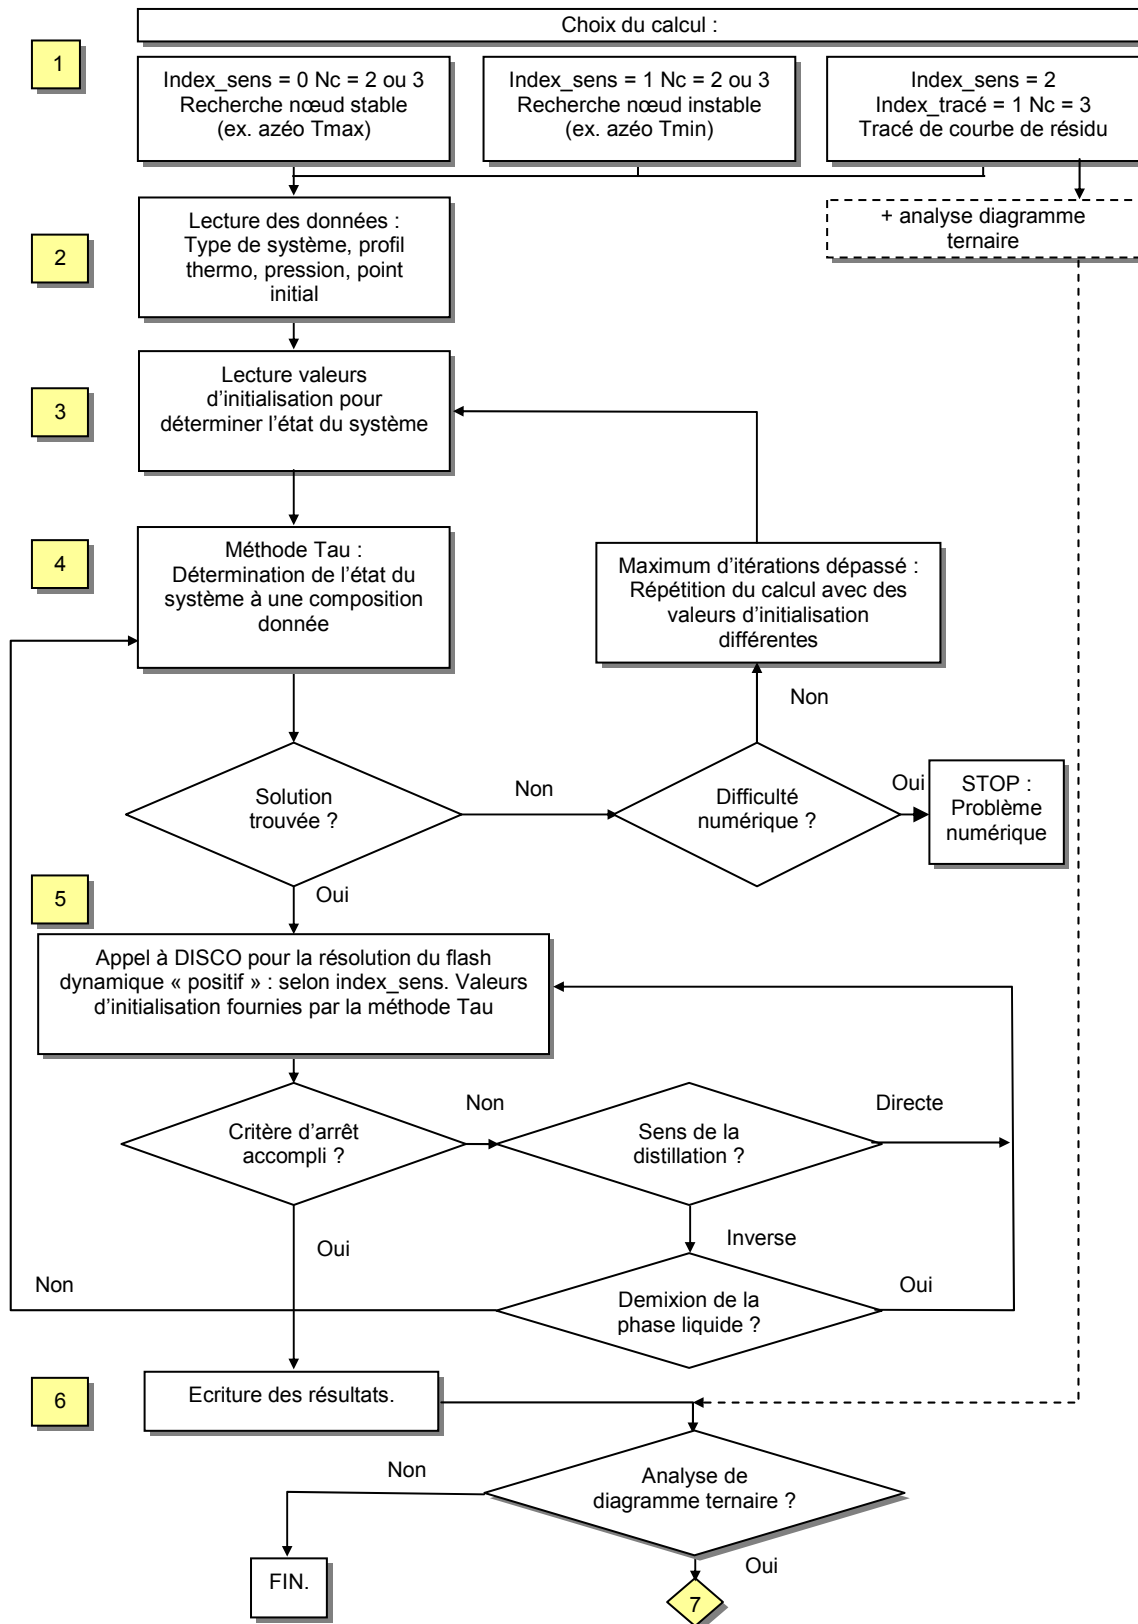 Choix du calcul :
1
Index_sens = 0 Nc = 2 ou 3
Recherche nœud stable
(ex. azéo Tmax)
Index_sens = 1 Nc = 2 ou 3
Recherche nœud instable
(ex. azéo Tmin)
Index_sens = 2
Index_tracé = 1 Nc = 3
Tracé de courbe de résidu
2
Lecture des données :
Type de système, profil
thermo, pression, point
initial
+ analyse diagramme
ternaire
3
Lecture valeurs
d’initialisation pour
déterminer l’état du système
4
Méthode Tau :
Détermination de l’état du
système à une composition
donnée
Maximum d’itérations dépassé :
Répétition du calcul avec des
valeurs d’initialisation
différentes
Non
Solution
trouvée ?
Non
Difficulté
numérique ?
Oui
STOP :
Problème
numérique
Oui
5
Appel à DISCO pour la résolution du flash
dynamique « positif » : selon index_sens. Valeurs
d’initialisation fournies par la méthode Tau
Critère d’arrêt
accompli ?
Non
Sens de la
distillation ?
Directe
Oui
Inverse
Non
Demixion de la
phase liquide ?
Oui
6
Ecriture des résultats.
Non
Analyse de
diagramme ternaire ?
Oui
FIN.
7